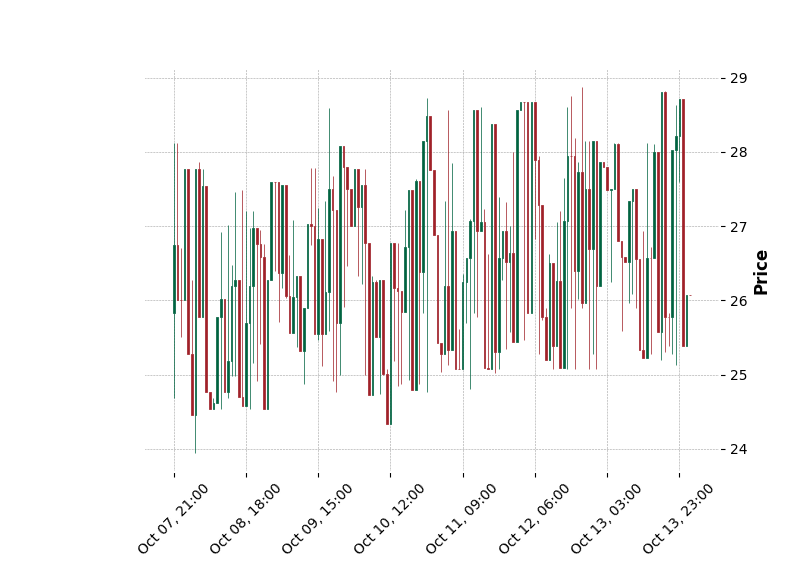 29
28
27
26
25
24
Price
Oct 07, 21:00
Oct 08, 18:00
Oct 09, 15:00
Oct 10, 12:00
Oct 11, 09:00
Oct 12, 06:00
Oct 13, 03:00
Oct 13, 23:00